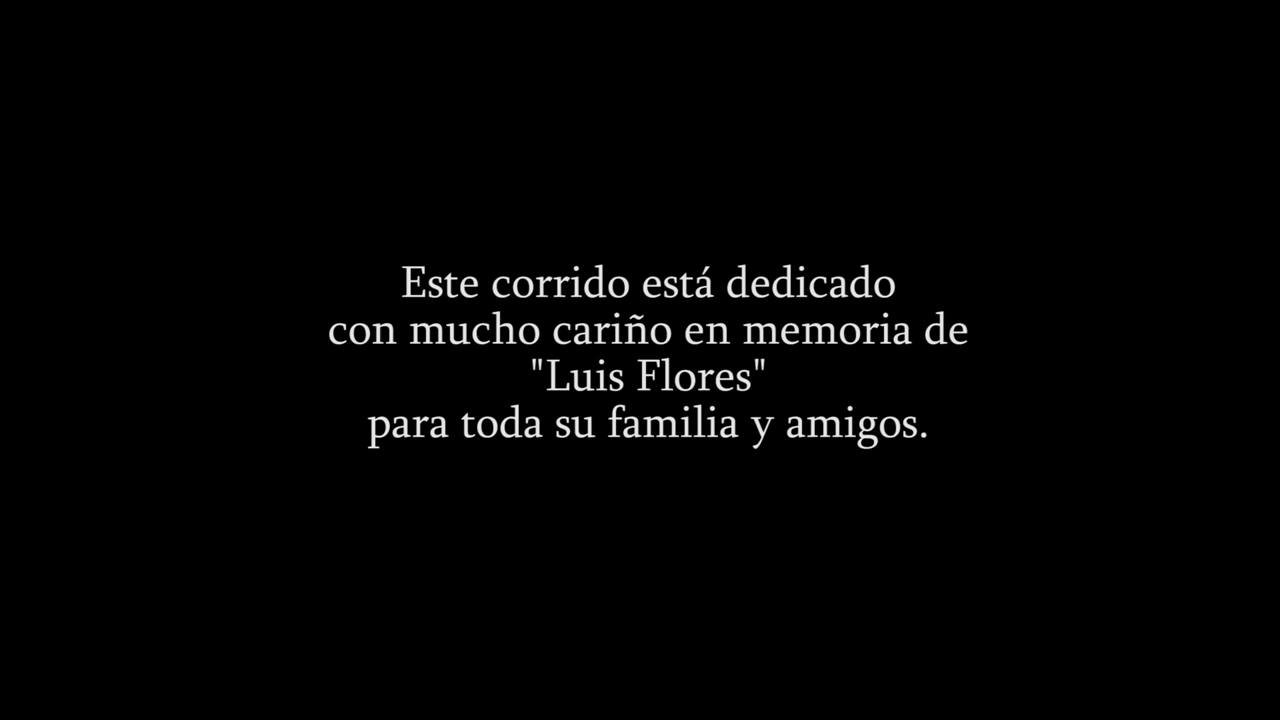 Este corrido está dedicado
con mucho cariño en memoria de
"Luis Flores"
para toda su familia y amigos.